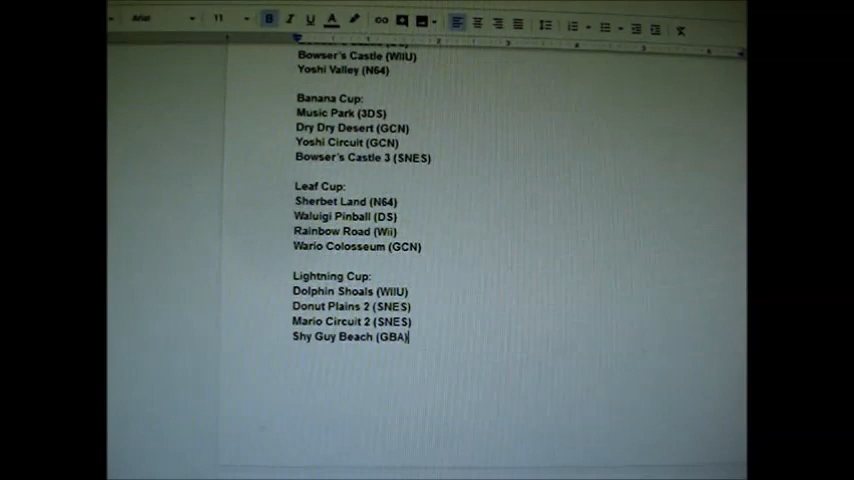 Arial 11 B I U A
Bowser's Castle (WIIU)
Yoshi Valley (N64)
Banana Cup:
Music Park (3DS)
Dry Dry Desert (GCN)
Yoshi Circuit (GCN)
Bowser's Castle 3 (SNES)
Leaf Cup:
Sherbet Land (N64)
Waluigi Pinball (DS)
Rainbow Road (Wii)
Wario Colosseum (GCN)
Lightning Cup:
Dolphin Shoals (WIIU)
Donut Plains 2 (SNES)
Mario Circuit 2 (SNES)
Shy Guy Beach (GBA)